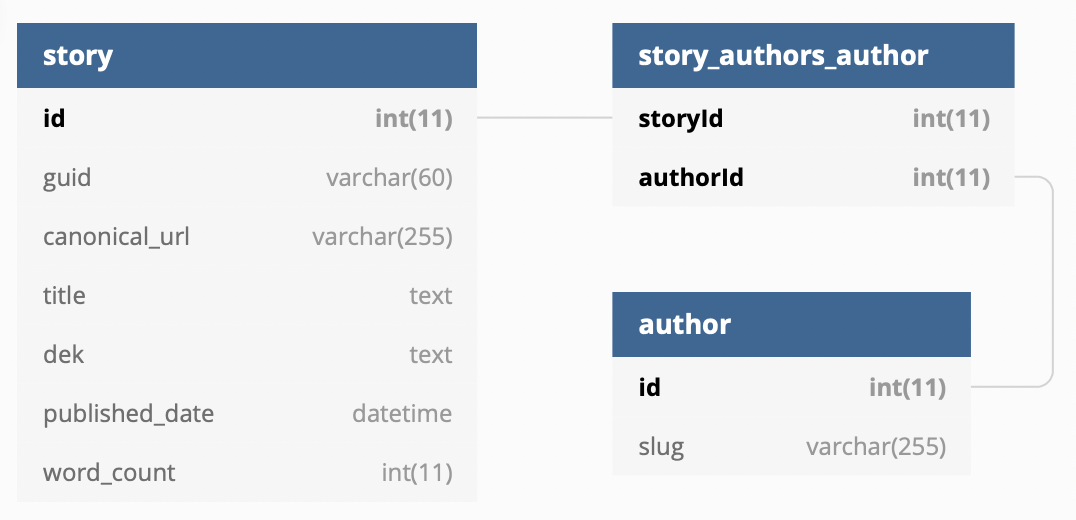 story
id int(11)
guid varchar(60)
canonical_url varchar(255)
title text
dek text
published_date datetime
word_count int(11)
story_authors_author
storyId int(11)
authorId int(11)
author
id int(11)
slug varchar(255)